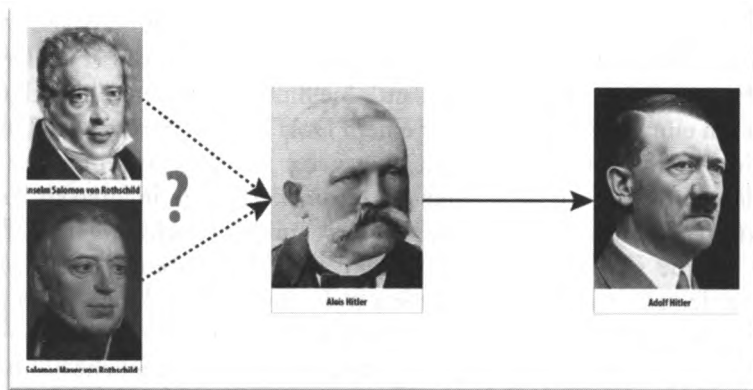 Anselm Salomon von Rothschild
?
Salomon Mayer von Rothschild
Alois Hitler
Adolf Hitler